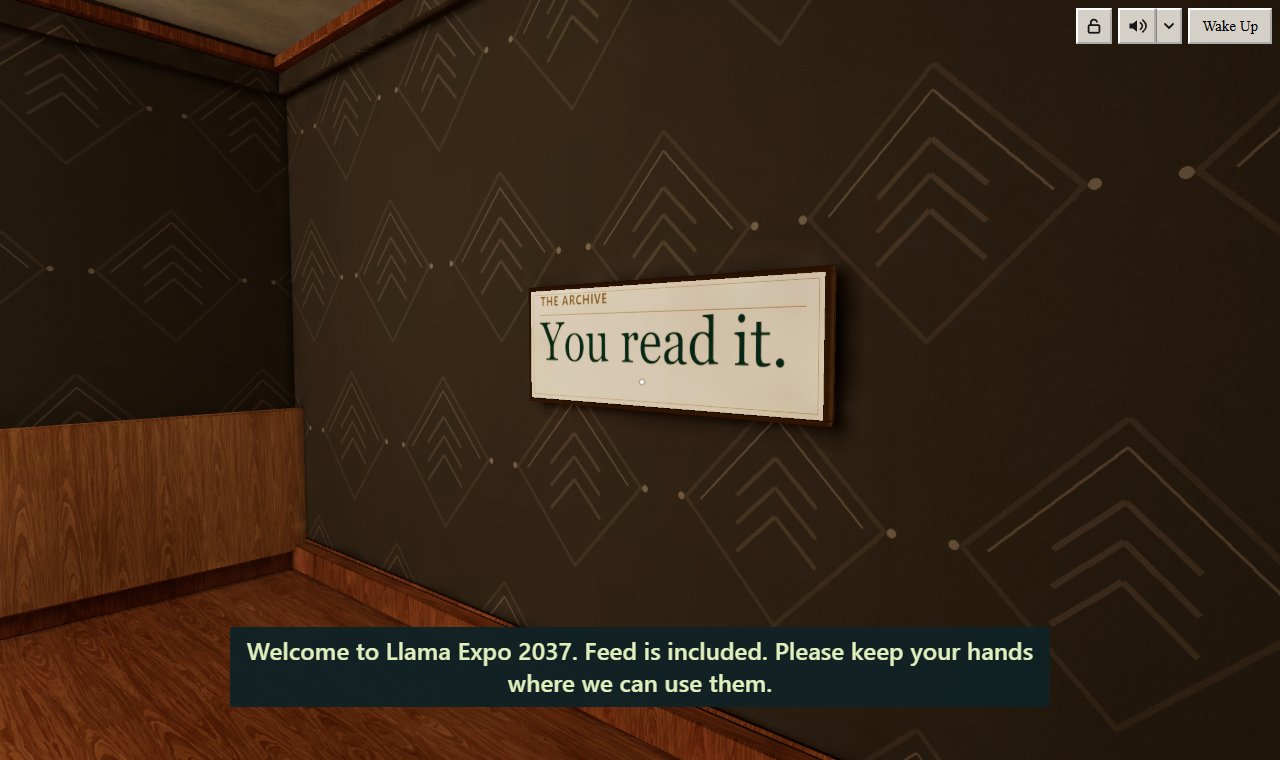 Wake Up
THE ARCHIVE
You read it.
Welcome to Llama Expo 2037. Feed is included. Please keep your hands
where we can use them.